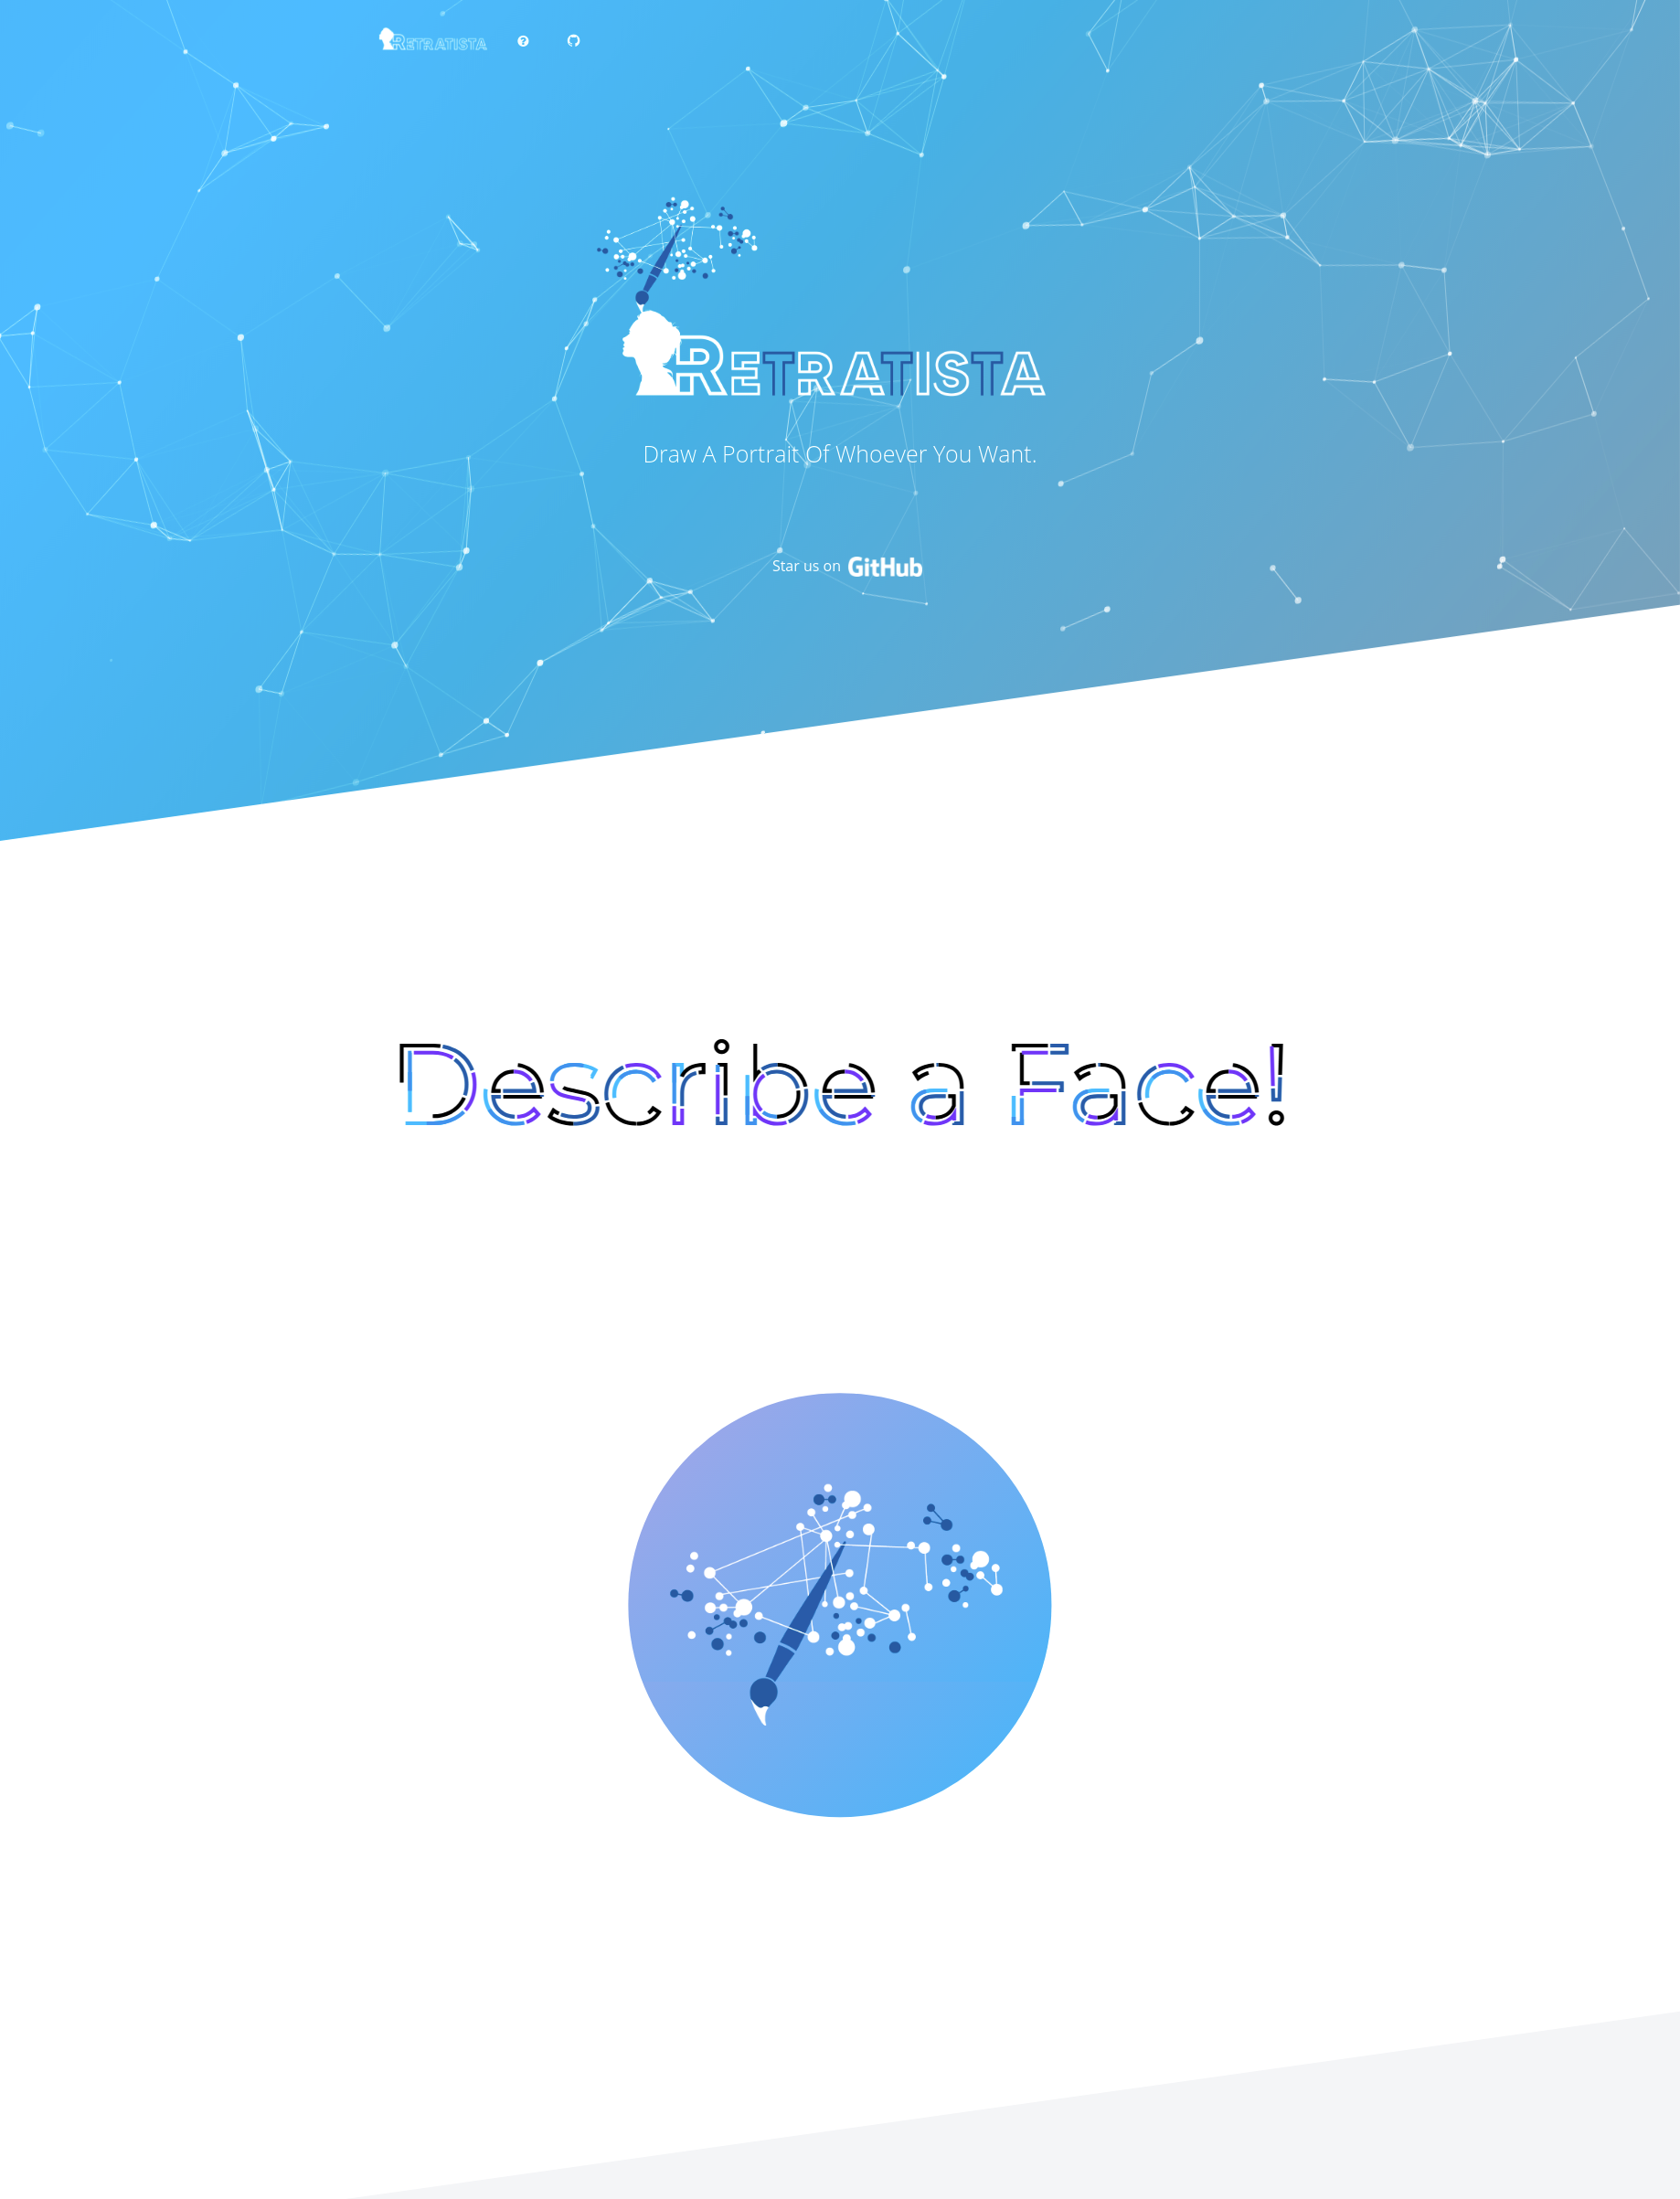 RETRATISTA
RETRATISTA
Draw A Portrait Of Whoever You Want.
Star us on GitHub
Describe a Face!